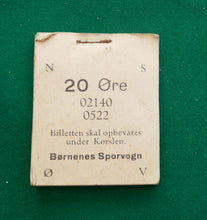 N S
20 Øre
02140
0522
Billetten skal opbevares
under Kørslen.
Børnenes Sporvogn
Ø V